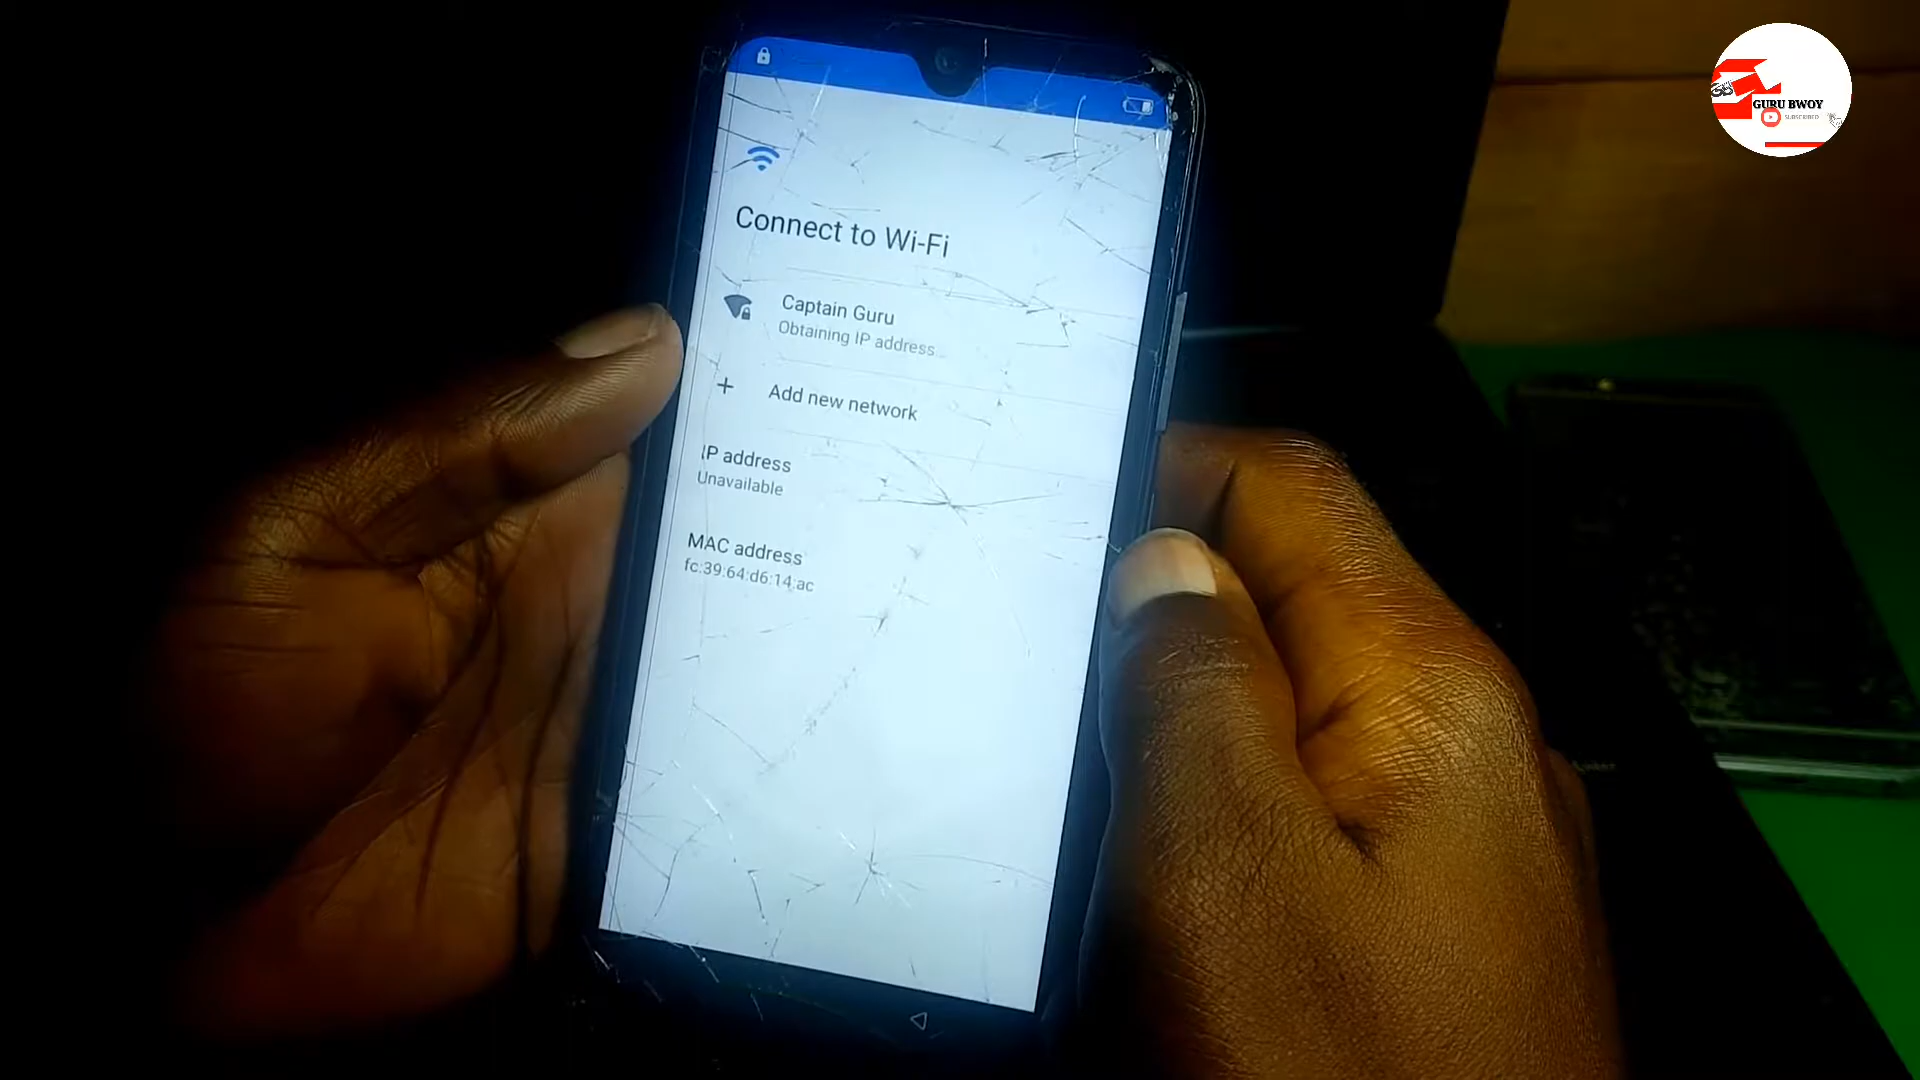 GURU BWOY
SUBSCRIBED
Connect to Wi-Fi
Captain Guru
Obtaining IP address...
Add new network
IP address
Unavailable
MAC address
fc:39:64:d6:14:ac